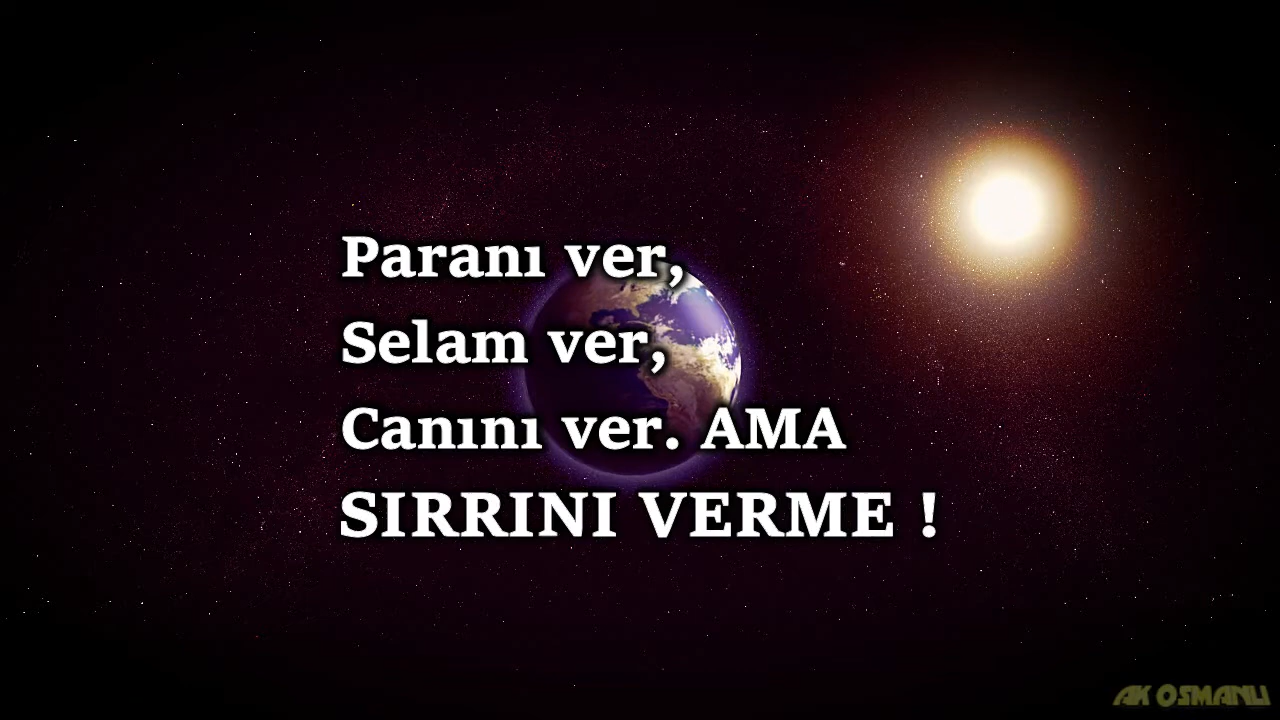 Paranı ver,
Selam ver,
Canını ver. AMA
SIRRINI VERME !
AK OSMANLI